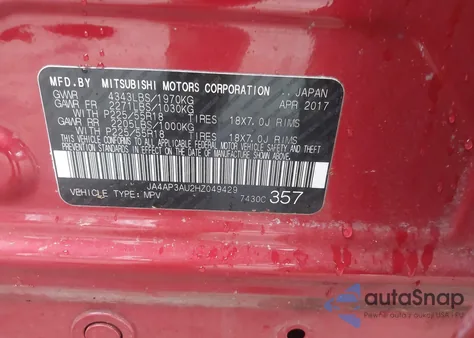 MFD.BY MITSUBISHI MOTORS CORPORATION JAPAN
GVWR 4343LBS/1970KG APR 2017
GAWR FR 2271LBS/1030KG
WITH P225/55R18 TIRES 18X7.0J RIMS
GAWR RR 2205LBS/1000KG
WITH P225/55R18 TIRES 18X7.0J RIMS
THIS VEHICLE CONFORMS TO ALL APPLICABLE
FEDERAL MOTOR VEHICLE SAFETY, BUMPER, AND THEFT
PREVENTION STANDARDS IN EFFECT ON THE DATE OF
MANUFACTURE SHOWN ABOVE.
JA4AP3AU2HZ049429
VEHICLE TYPE: MPV 7430C 357
autoSnap